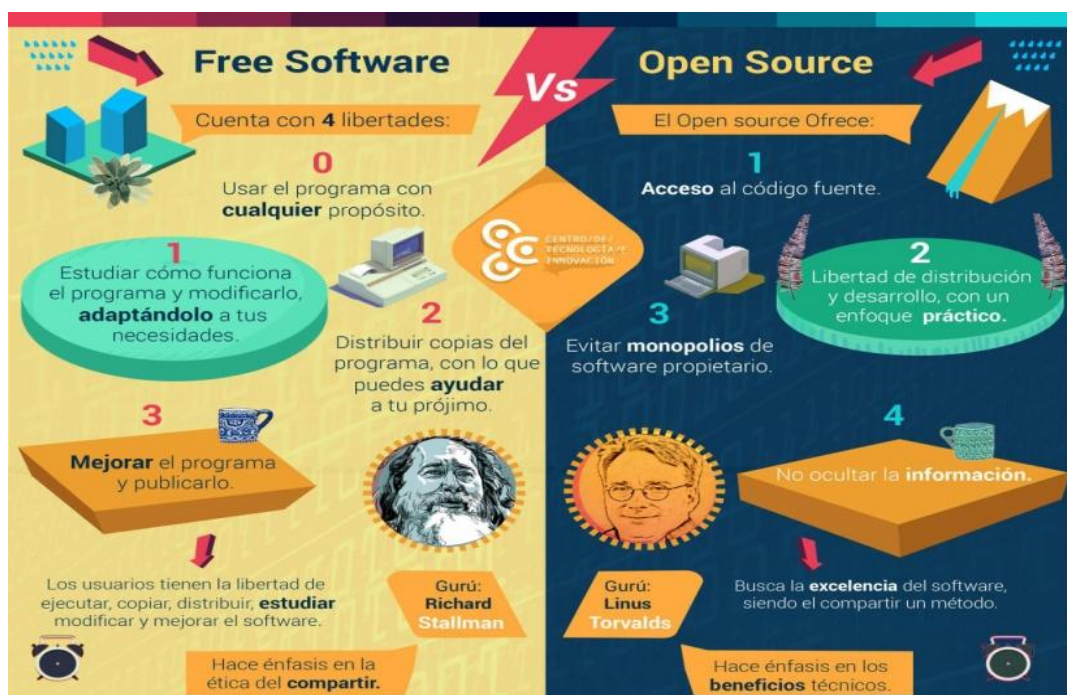 Free Software
Vs
Open Source
Cuenta con 4 libertades:
0
Usar el programa con
cualquier propósito.
1
Estudiar cómo funciona
el programa y modificarlo,
adaptándolo a tus
necesidades.
2
Distribuir copias del
programa, con lo que
puedes ayudar
a tu prójimo.
3
Mejorar el programa
y publicarlo.
Los usuarios tienen la libertad de
ejecutar, copiar, distribuir, estudiar
modificar y mejorar el software.
Gurú:
Richard
Stallman
Hace énfasis en la
ética del compartir.
CENTRO/DE/
TECNOLOGÍA/E
INNOVACIÓN
El Open source Ofrece:
1
Acceso al código fuente.
2
Libertad de distribución
y desarrollo, con un
enfoque práctico.
3
Evitar monopolios de
software propietario.
4
No ocultar la información.
Gurú:
Linus
Torvalds
Busca la excelencia del software,
siendo el compartir un método.
Hace énfasis en los
beneficios técnicos.